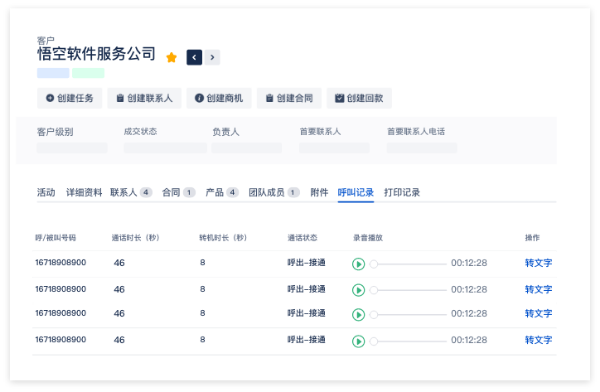 客户
悟空软件服务公司
创建任务 创建联系人 创建商机 创建合同 创建回款
客户级别 成交状态 负责人 首要联系人 首要联系人电话
活动 详细资料 联系人 4 合同 1 产品 4 团队成员 1 附件 呼叫记录 打印记录
呼/被叫号码 通话时长（秒） 转机时长（秒） 通话状态 录音播放 操作
16718908900 46 8 呼出–接通 00:12:28 转文字
16718908900 46 8 呼出–接通 00:12:28 转文字
16718908900 46 8 呼出–接通 00:12:28 转文字
16718908900 46 8 呼出–接通 00:12:28 转文字